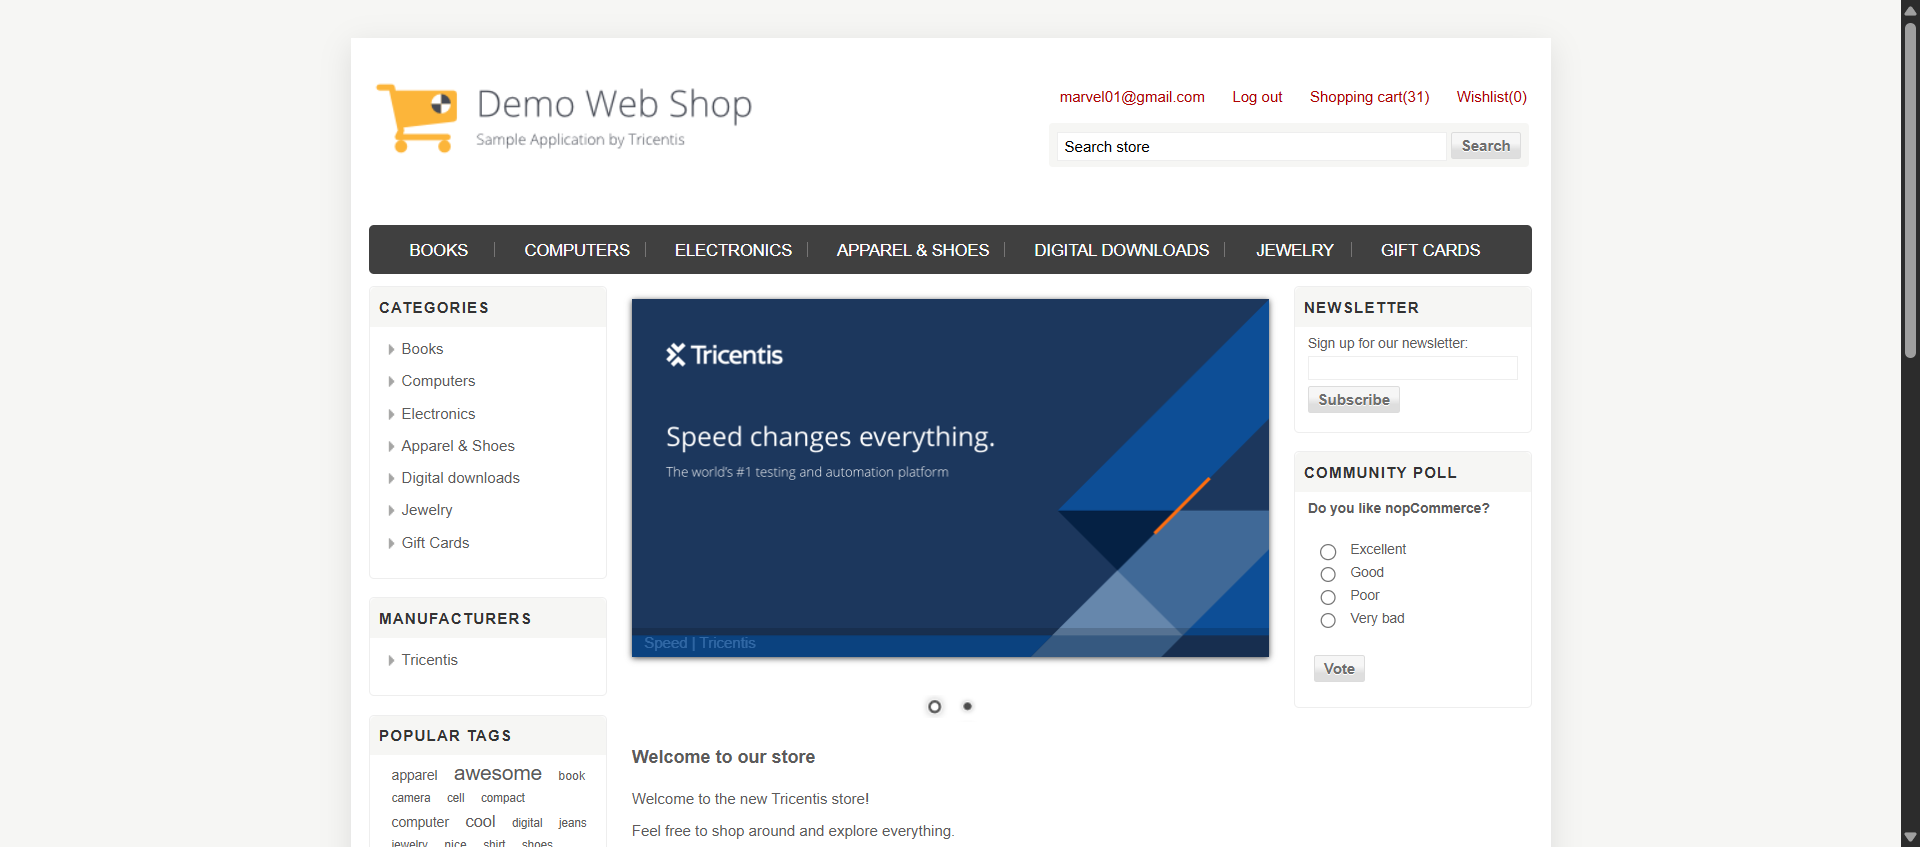 Demo Web Shop
Sample Application by Tricentis
marvel01@gmail.com Log out Shopping cart(31) Wishlist(0)
Search store Search
BOOKS COMPUTERS ELECTRONICS APPAREL & SHOES DIGITAL DOWNLOADS JEWELRY GIFT CARDS
CATEGORIES
Books
Computers
Electronics
Apparel & Shoes
Digital downloads
Jewelry
Gift Cards
MANUFACTURERS
Tricentis
POPULAR TAGS
apparel awesome book
camera cell compact
computer cool digital jeans
jewelry nice shirt shoes
Tricentis
Speed changes everything.
The world's #1 testing and automation platform
Speed | Tricentis
Welcome to our store
Welcome to the new Tricentis store!
Feel free to shop around and explore everything.
NEWSLETTER
Sign up for our newsletter:
Subscribe
COMMUNITY POLL
Do you like nopCommerce?
Excellent
Good
Poor
Very bad
Vote